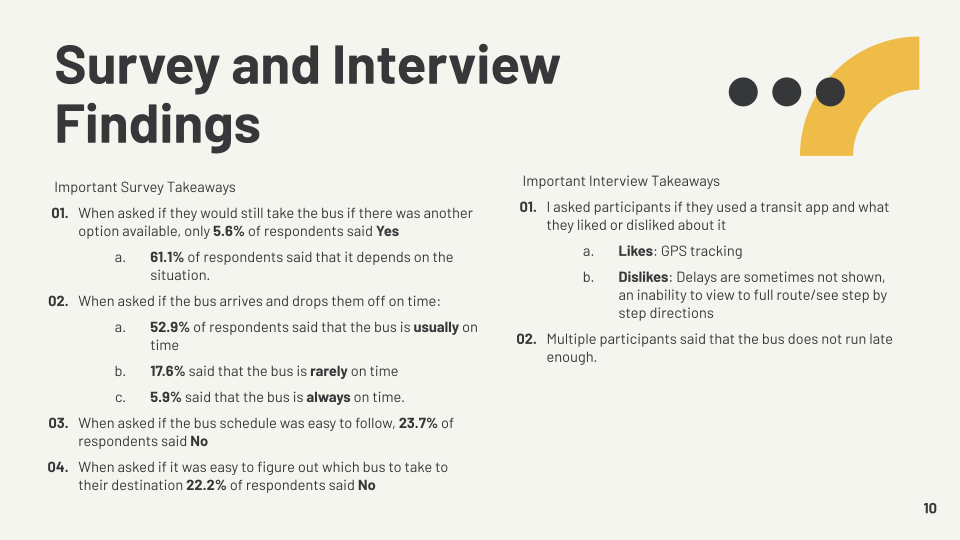 Survey and Interview
Findings
Important Survey Takeaways
01. When asked if they would still take the bus if there was another
option available, only 5.6% of respondents said Yes
a. 61.1% of respondents said that it depends on the
situation.
02. When asked if the bus arrives and drops them off on time:
a. 52.9% of respondents said that the bus is usually on
time
b. 17.6% said that the bus is rarely on time
c. 5.9% said that the bus is always on time.
03. When asked if the bus schedule was easy to follow, 23.7% of
respondents said No
04. When asked if it was easy to figure out which bus to take to
their destination 22.2% of respondents said No
Important Interview Takeaways
01. I asked participants if they used a transit app and what
they liked or disliked about it
a. Likes: GPS tracking
b. Dislikes: Delays are sometimes not shown,
an inability to view to full route/see step by
step directions
02. Multiple participants said that the bus does not run late
enough.
10